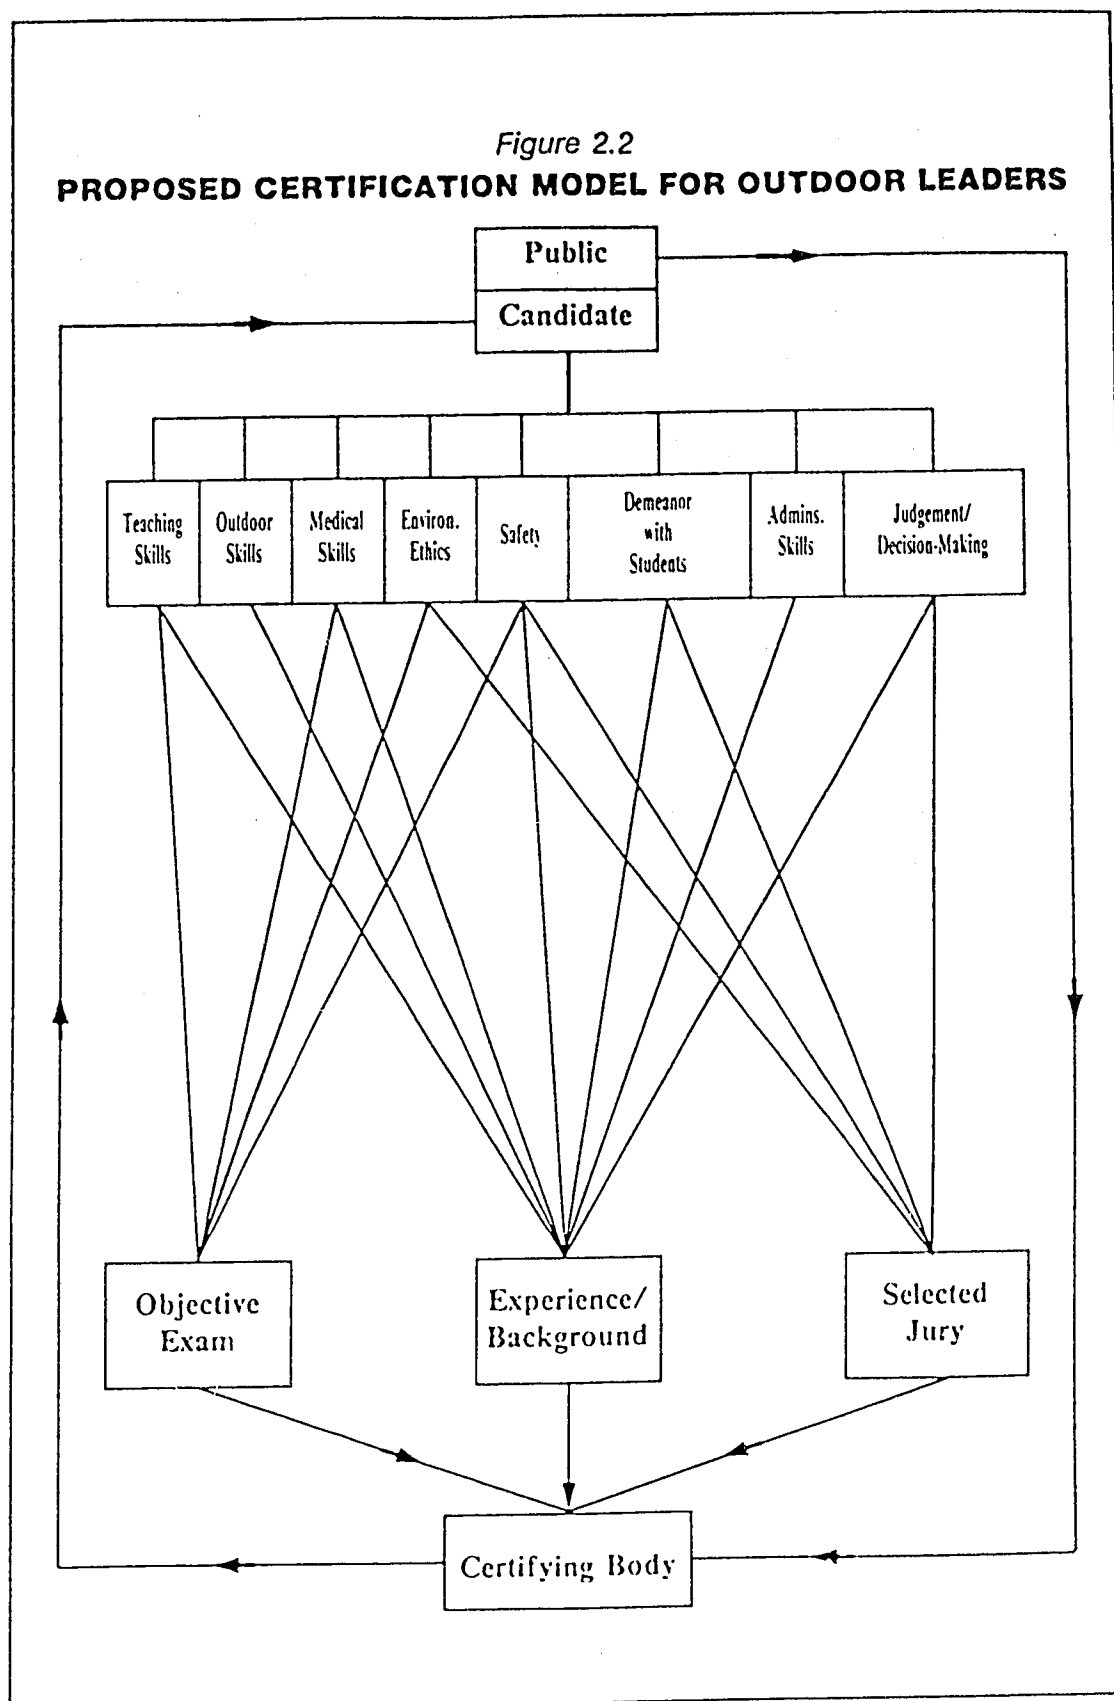 Figure 2.2
PROPOSED CERTIFICATION MODEL FOR OUTDOOR LEADERS
Public
Candidate
Teaching
Skills
Outdoor
Skills
Medical
Skills
Environ.
Ethics
Safety
Demeanor
with
Students
Admins.
Skills
Judgement/
Decision-Making
Objective
Exam
Experience/
Background
Selected
Jury
Certifying Body